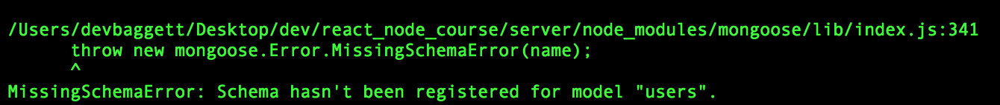 /Users/devbaggett/Desktop/dev/react_node_course/server/node_modules/mongoose/lib/index.js:341
throw new mongoose.Error.MissingSchemaError(name);
^
MissingSchemaError: Schema hasn't been registered for model "users".